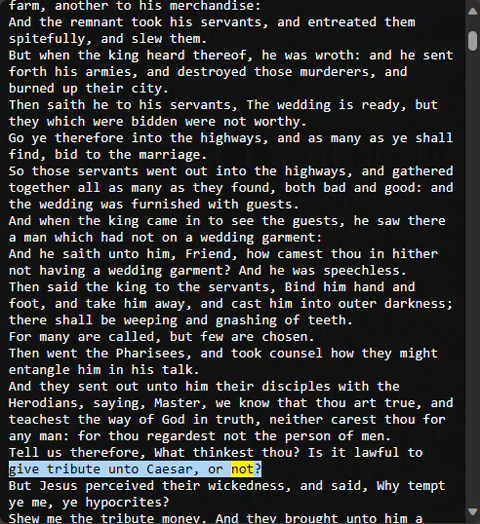 farm, another to his merchandise:
And the remnant took his servants, and entreated them
spitefully, and slew them.
But when the king heard thereof, he was wroth: and he sent
forth his armies, and destroyed those murderers, and
burned up their city.
Then saith he to his servants, The wedding is ready, but
they which were bidden were not worthy.
Go ye therefore into the highways, and as many as ye shall
find, bid to the marriage.
So those servants went out into the highways, and gathered
together all as many as they found, both bad and good: and
the wedding was furnished with guests.
And when the king came in to see the guests, he saw there
a man which had not on a wedding garment:
And he saith unto him, Friend, how camest thou in hither
not having a wedding garment? And he was speechless.
Then said the king to the servants, Bind him hand and
foot, and take him away, and cast him into outer darkness;
there shall be weeping and gnashing of teeth.
For many are called, but few are chosen.
Then went the Pharisees, and took counsel how they might
entangle him in his talk.
And they sent out unto him their disciples with the
Herodians, saying, Master, we know that thou art true, and
teachest the way of God in truth, neither carest thou for
any man: for thou regardest not the person of men.
Tell us therefore, What thinkest thou? Is it lawful to
give tribute unto Caesar, or not?
But Jesus perceived their wickedness, and said, Why tempt
ye me, ye hypocrites?
Shew me the tribute money. And they brought unto him a